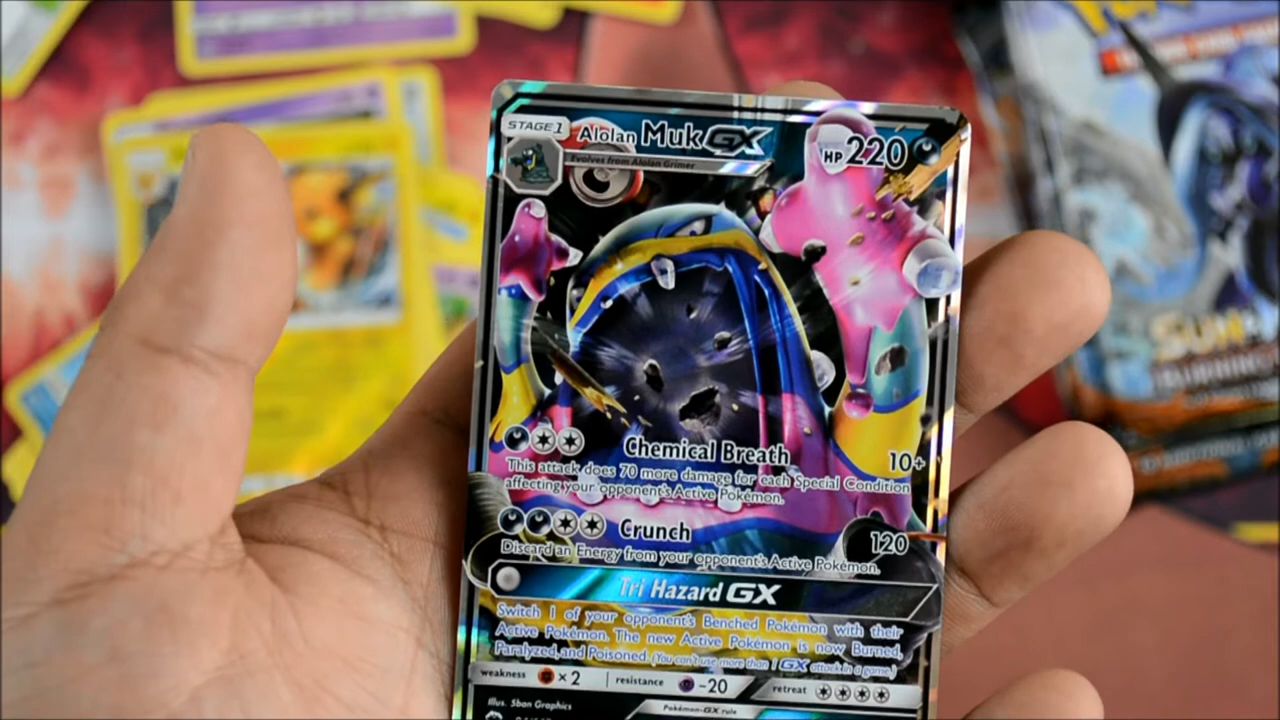 STAGE 1 Alolan Muk GX HP 220
Evolves from Alolan Grimer
Chemical Breath 10+
This attack does 70 more damage for each Special Condition
affecting your opponent's Active Pokémon.
Crunch 120
Discard an Energy from your opponent's Active Pokémon.
Tri Hazard GX
Switch 1 of your opponent's Benched Pokémon with their
Active Pokémon. The new Active Pokémon is now Burned,
Paralyzed, and Poisoned. (You can't use more than 1 GX attack in a game.)
weakness ×2 resistance -20 retreat
Illus. 5ban Graphics
Pokémon-GX rule
SUN
BURNING